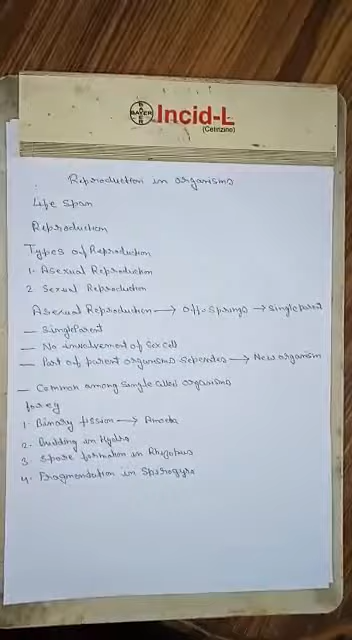 BAYER
BAYER
Incid-L
(Cetirizine)
Reproduction in organisms
Life span
Reproduction
Types of Reproduction
1. Asexual Reproduction
2 Sexual Reproduction
Asexual Reproduction → Off-springs → Single parent
— Single Parent
— No involvement of Sex cell
— Part of parent organisms Seperates → New organism
— Common among single celled organisms
for eg
1. Binary fission → Amoeba
2. Budding in Hydra
3. Spore formation in Rhizopus
4. Fragmentation in Spirogyra